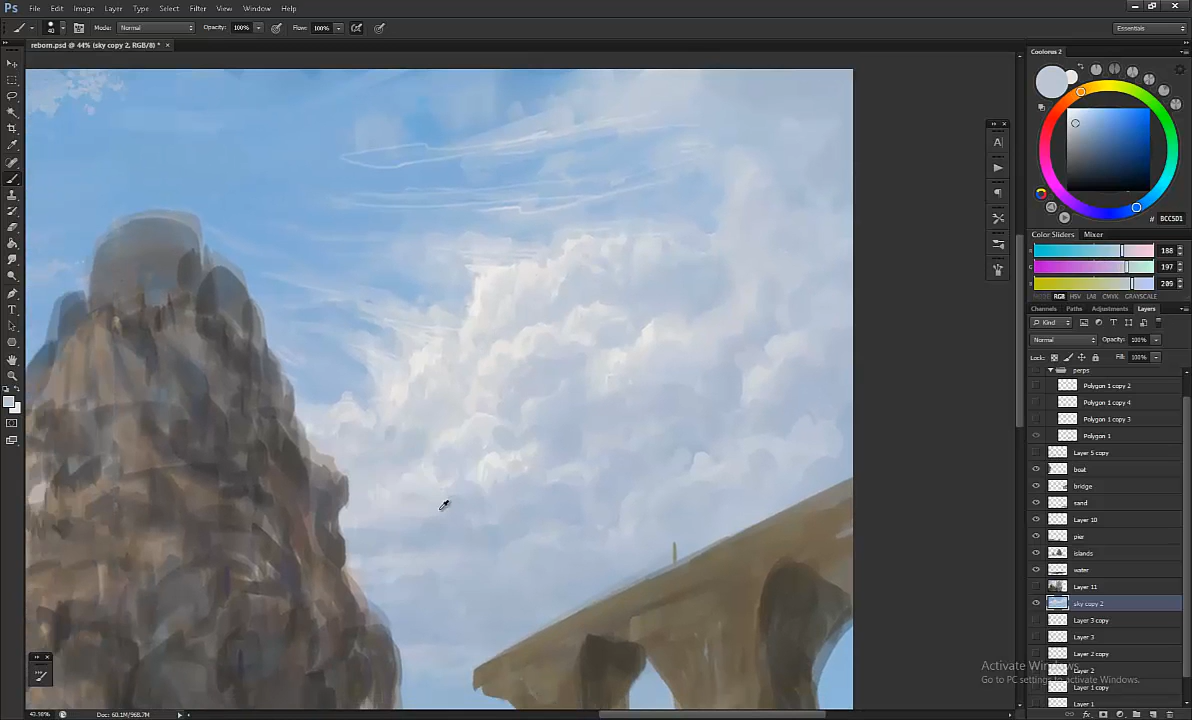 Ps File Edit Image Layer Type Select Filter View Window Help
40 Mode: Normal Opacity: 100% Flow: 100% Essentials
reborn.psd @ 44% (sky copy 2, RGB/8) * ×
Coolorus 2
# BCC5D1
Color Sliders Mixer
188
197
209
RGB HSV LAB CMYK GRAYSCALE
Channels Paths Adjustments Layers
Kind
Normal Opacity: 100%
Lock: Fill: 100%
perps
Polygon 1 copy 2
Polygon 1 copy 4
Polygon 1 copy 3
Polygon 1
Layer 5 copy
boat
bridge
sand
Layer 10
pier
islands
water
Layer 11
sky copy 2
Layer 3 copy
Layer 3
Layer 2 copy
Layer 2
Layer 1 copy
Layer 1
Activate Windows
Go to PC settings to activate Windows.
Doc: 60.1M/968.7M